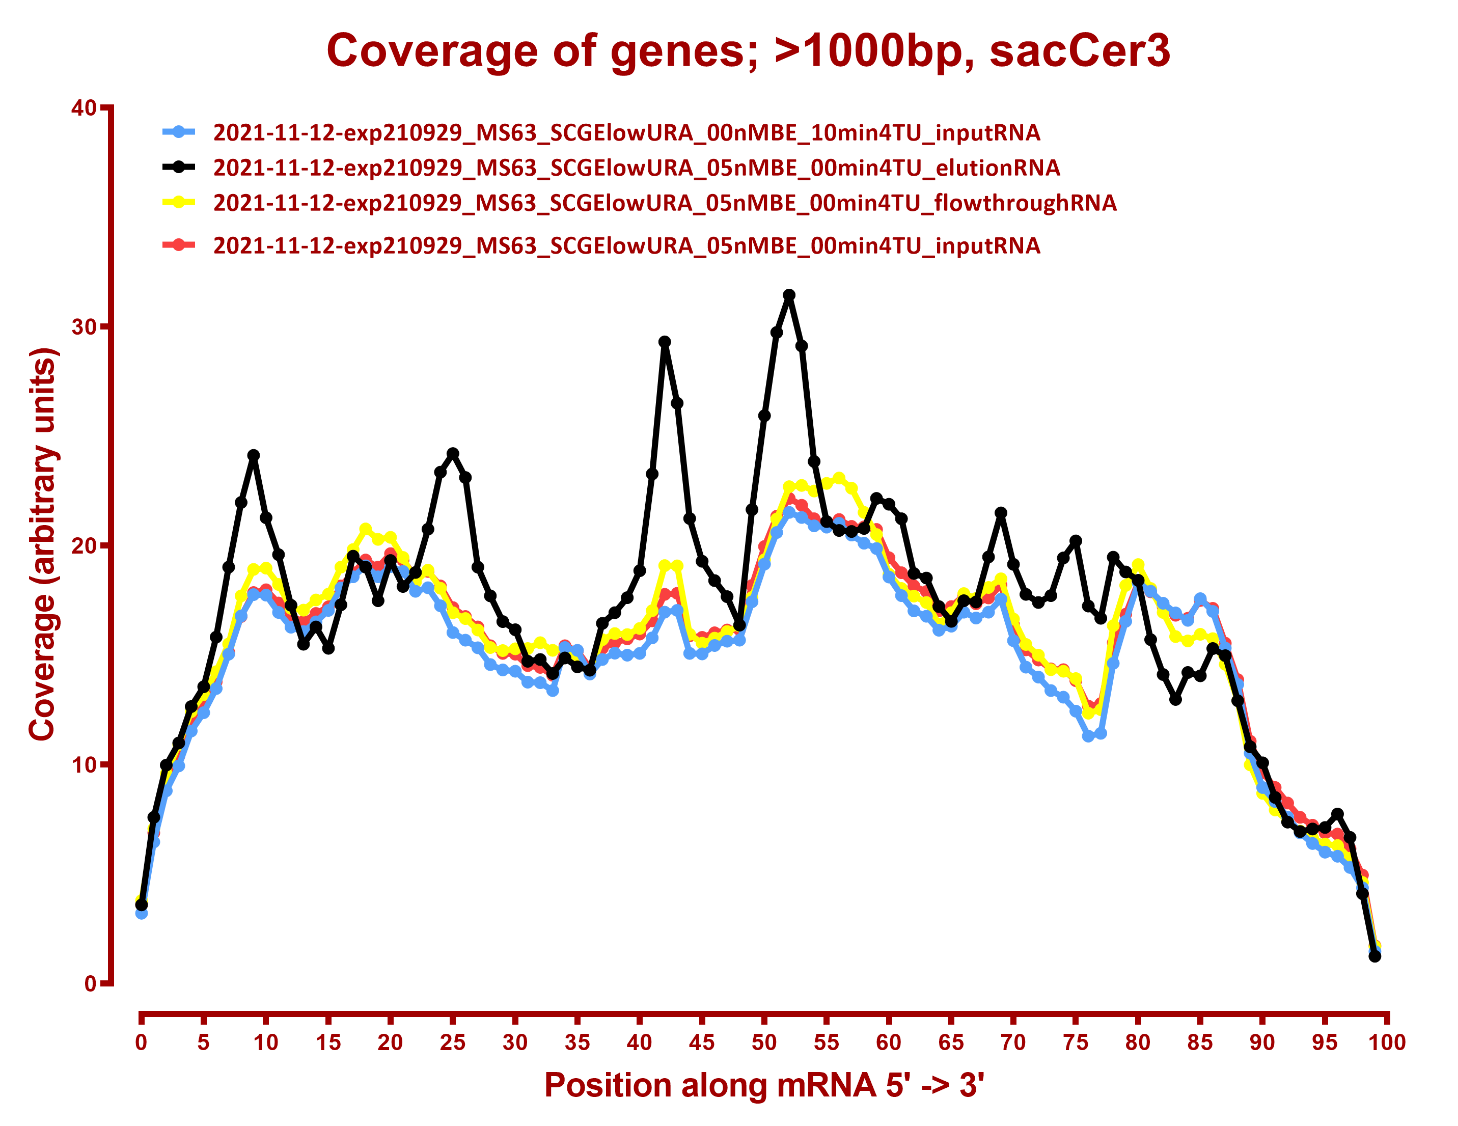 Coverage of genes; >1000bp, sacCer3
40
2021-11-12-exp210929_MS63_SCGElowURA_00nMBE_10min4TU_inputRNA
2021-11-12-exp210929_MS63_SCGElowURA_05nMBE_00min4TU_elutionRNA
2021-11-12-exp210929_MS63_SCGElowURA_05nMBE_00min4TU_flowthroughRNA
2021-11-12-exp210929_MS63_SCGElowURA_05nMBE_00min4TU_inputRNA
30
Coverage (arbitrary units)
20
10
0
0 5 10 15 20 25 30 35 40 45 50 55 60 65 70 75 80 85 90 95 100
Position along mRNA 5' -> 3'